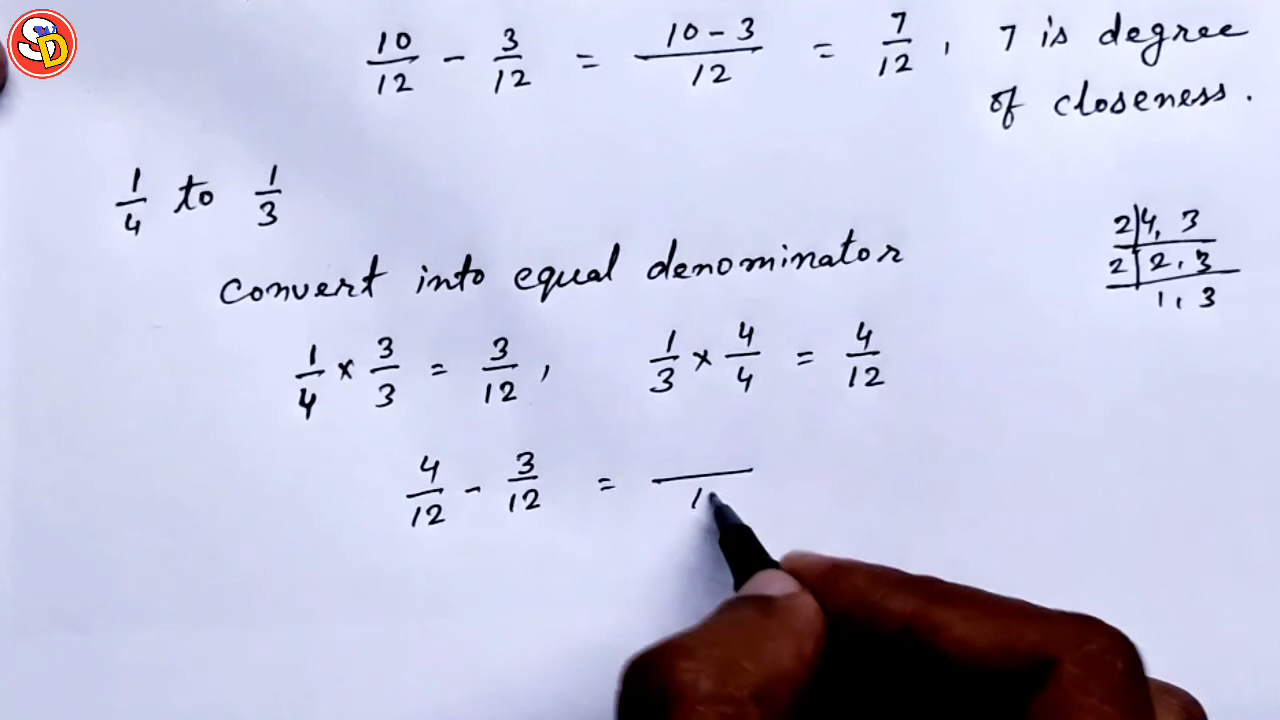 SD
10/12 - 3/12 = 10-3/12 = 7/12, 7 is degree
of closeness.
1/4 to 1/3
convert into equal denominator
2|4, 3
2|2, 3
1, 3
1/4 × 3/3 = 3/12, 1/3 × 4/4 = 4/12
4/12 - 3/12 = /1